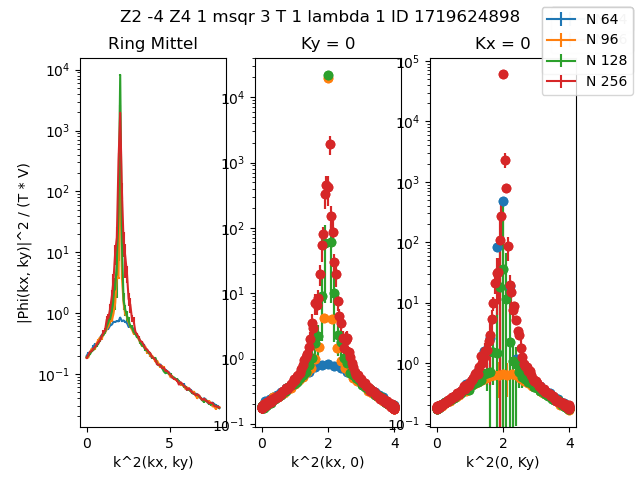 Z2 -4 Z4 1 msqr 3 T 1 lambda 1 ID 1719624898
Ring Mittel
Ky = 0
Kx = 0
N 64
N 96
N 128
N 256
|Phi(kx, ky)|^2 / (T * V)
10^4
10^3
10^2
10^1
10^0
10^-1
0
5
k^2(kx, ky)
10^4
10^3
10^2
10^1
10^0
10^-1
0
2
4
k^2(kx, 0)
10^5
10^4
10^3
10^2
10^1
10^0
10^-1
0
2
4
k^2(0, Ky)